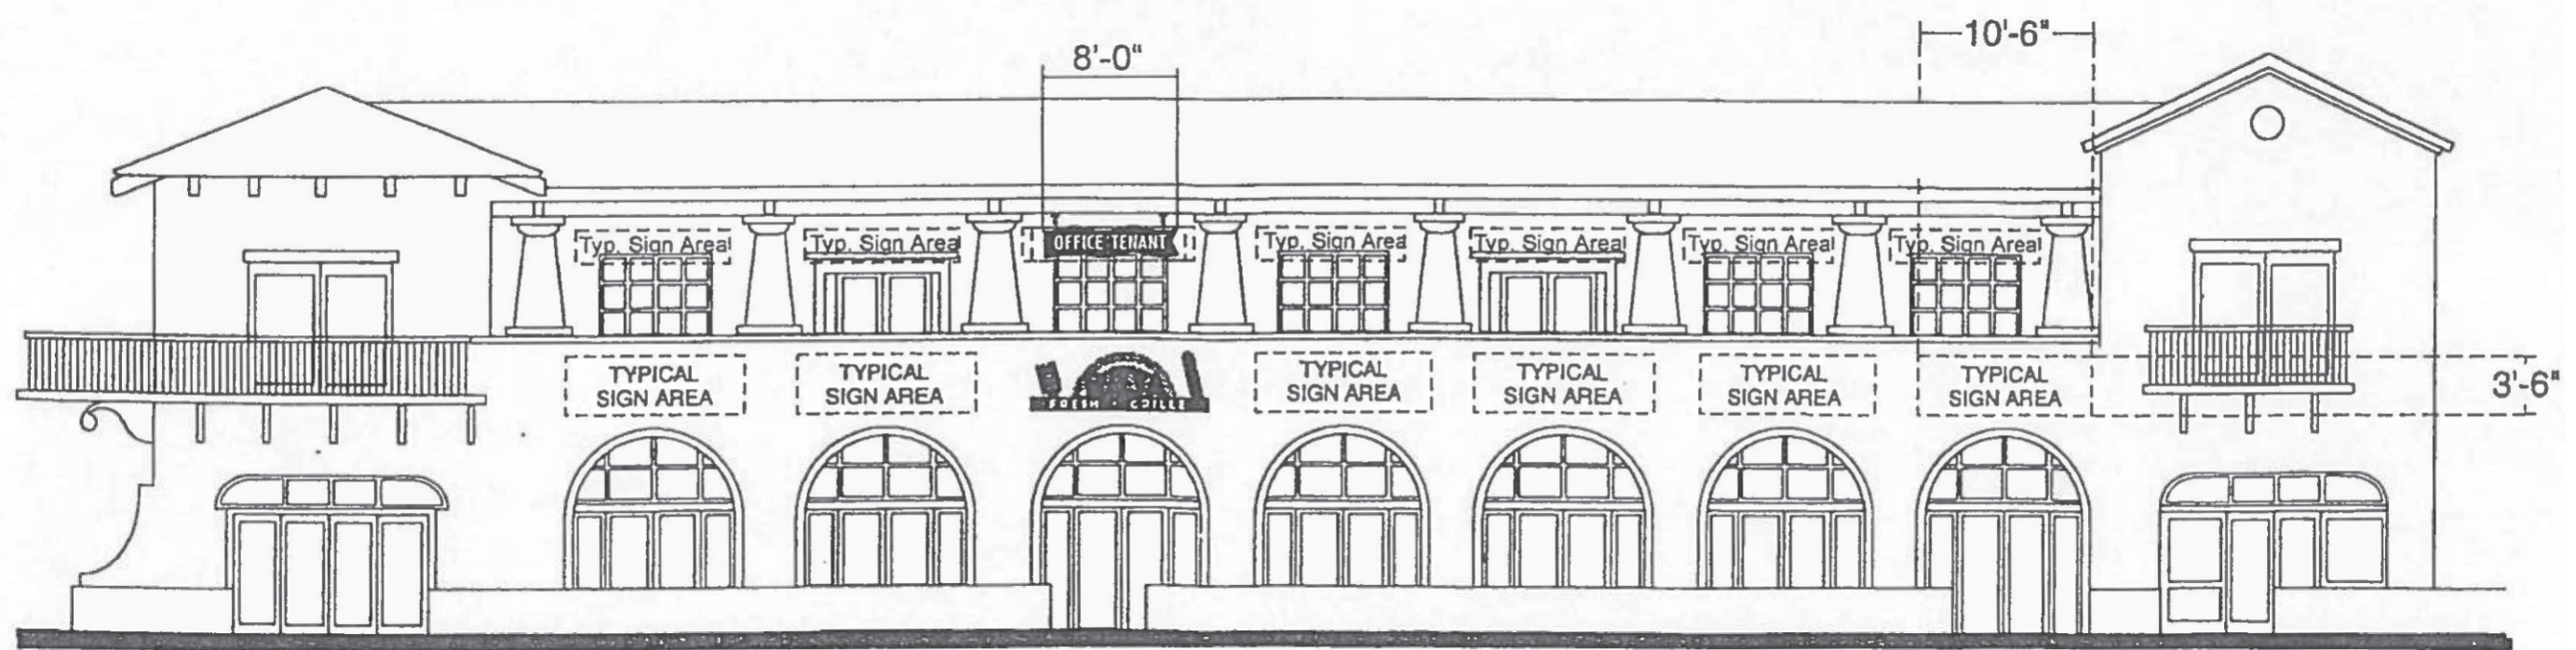 10'-6"
8'-0"
Typ. Sign Area
Typ. Sign Area
OFFICE TENANT
Typ. Sign Area
Typ. Sign Area
Typ. Sign Area
Typ. Sign Area
TYPICAL
SIGN AREA
TYPICAL
SIGN AREA
FRESH GRILLE
TYPICAL
SIGN AREA
TYPICAL
SIGN AREA
TYPICAL
SIGN AREA
TYPICAL
SIGN AREA
3'-6"